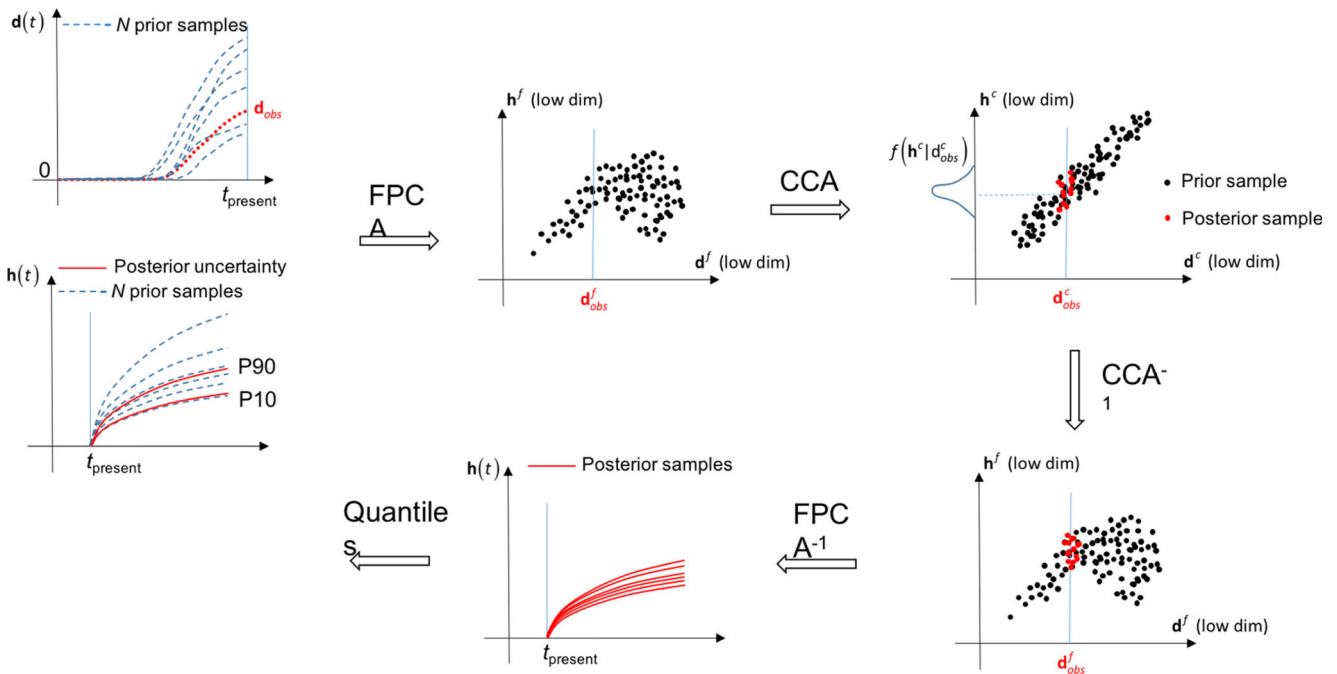 d(t)
N prior samples
d_obs
0
t_present
FPC
A
h(t)
Posterior uncertainty
N prior samples
P90
P10
t_present
h^f (low dim)
d^f (low dim)
d^f_obs
CCA
h^c
(low dim)
f(h^c|d^c_obs)
Prior sample
Posterior sample
d^c (low dim)
d^c_obs
CCA-
1
h^f
(low dim)
d^f (low dim)
d^f_obs
FPC
A^-1
h(t)
Posterior samples
t_present
Quantile
s